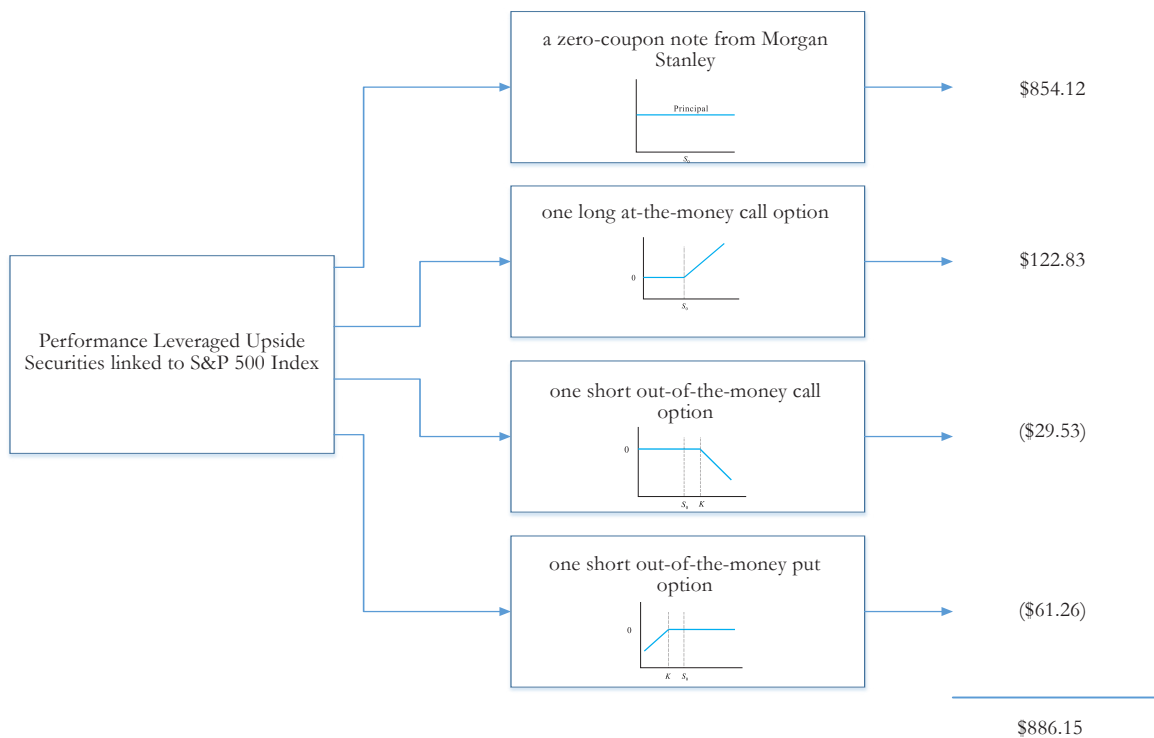 a zero-coupon note from Morgan
Stanley
Principal
S₀
$854.12
one long at-the-money call option
0
S₀
$122.83
Performance Leveraged Upside
Securities linked to S&P 500 Index
one short out-of-the-money call
option
0
S₀ K
($29.53)
one short out-of-the-money put
option
0
K S₀
($61.26)
$886.15